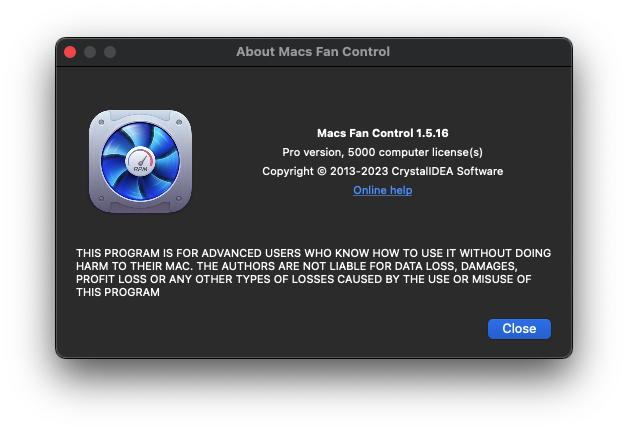 About Macs Fan Control
RPM
Macs Fan Control 1.5.16
Pro version, 5000 computer license(s)
Copyright © 2013-2023 CrystalIDEA Software
Online help
THIS PROGRAM IS FOR ADVANCED USERS WHO KNOW HOW TO USE IT WITHOUT DOING
HARM TO THEIR MAC. THE AUTHORS ARE NOT LIABLE FOR DATA LOSS, DAMAGES,
PROFIT LOSS OR ANY OTHER TYPES OF LOSSES CAUSED BY THE USE OR MISUSE OF
THIS PROGRAM
Close